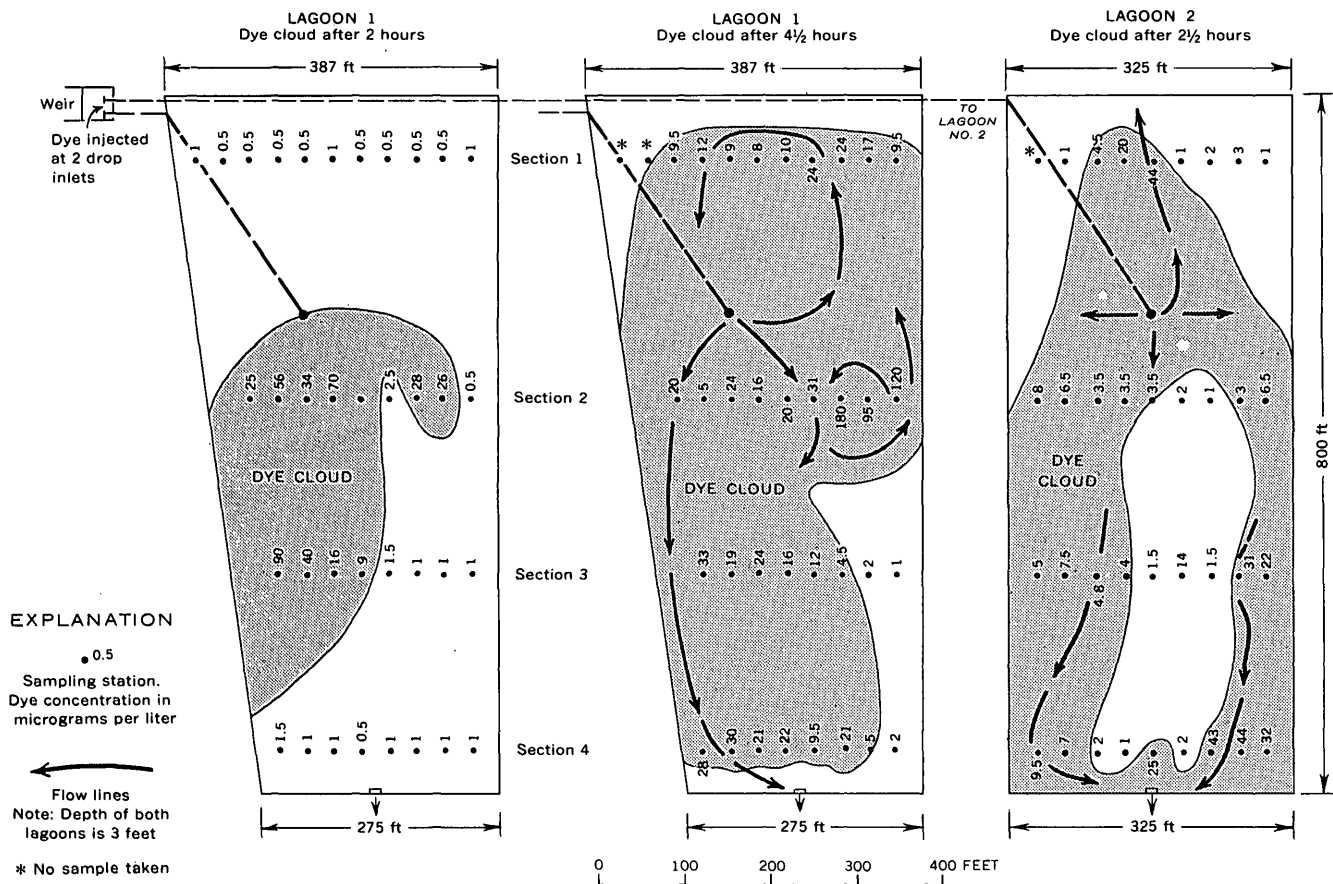 LAGOON 1
Dye cloud after 2 hours
LAGOON 1
Dye cloud after 4½ hours
LAGOON 2
Dye cloud after 2½ hours
387 ft
387 ft
325 ft
Weir
Dye injected
at 2 drop
inlets
TO
LAGOON
NO. 2
1 0.5 0.5 0.5 0.5 1 0.5 0.5 0.5 0.5 1
Section 1
* * 9.5 12 9 8 10 24 24 17 9.5
* 1 4.5 20 44 1 2 3 1
25 56 34 70 2.5 28 26 0.5
Section 2
20 5 24 16 20 31 180 95 120
8 6.5 3.5 3.5 3.5 2 1 3 6.5
800 ft
DYE CLOUD
DYE CLOUD
DYE
CLOUD
90 40 16 9 1.5 1 1 1
Section 3
33 19 24 16 12 4.5 2 1
5 7.5 4.8 4 1.5 14 1.5 31 22
1.5 1 1 0.5 1 1 1 1
Section 4
28 30 21 22 9.5 21 5 2
9.5 7 2 1 25 2 43 44 32
EXPLANATION
0.5
Sampling station.
Dye concentration in
micrograms per liter
Flow lines
Note: Depth of both
lagoons is 3 feet
* No sample taken
275 ft
275 ft
325 ft
0 100 200 300 400 FEET